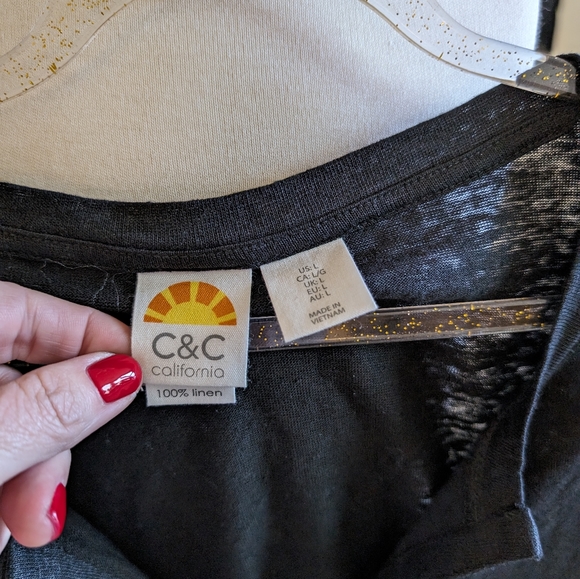 C&C
california
100% linen
US: L
CA: L/G
UK: L
EU: L
AU: L
MADE IN
VIETNAM